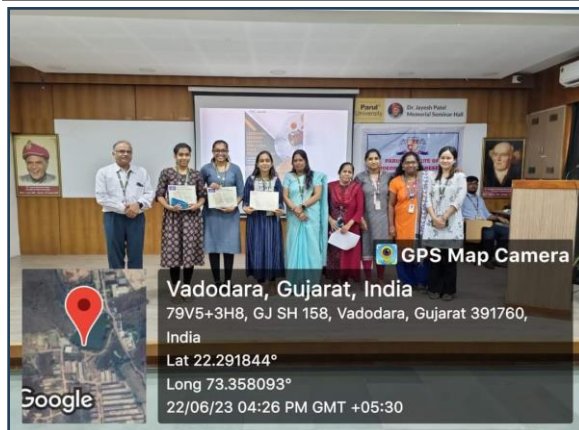 Parul University
Dr. Jayesh Patel
Memorial Seminar Hall
GPS Map Camera
Vadodara, Gujarat, India
79V5+3H8, GJ SH 158, Vadodara, Gujarat 391760,
India
Lat 22.291844°
Long 73.358093°
22/06/23 04:26 PM GMT +05:30
Google